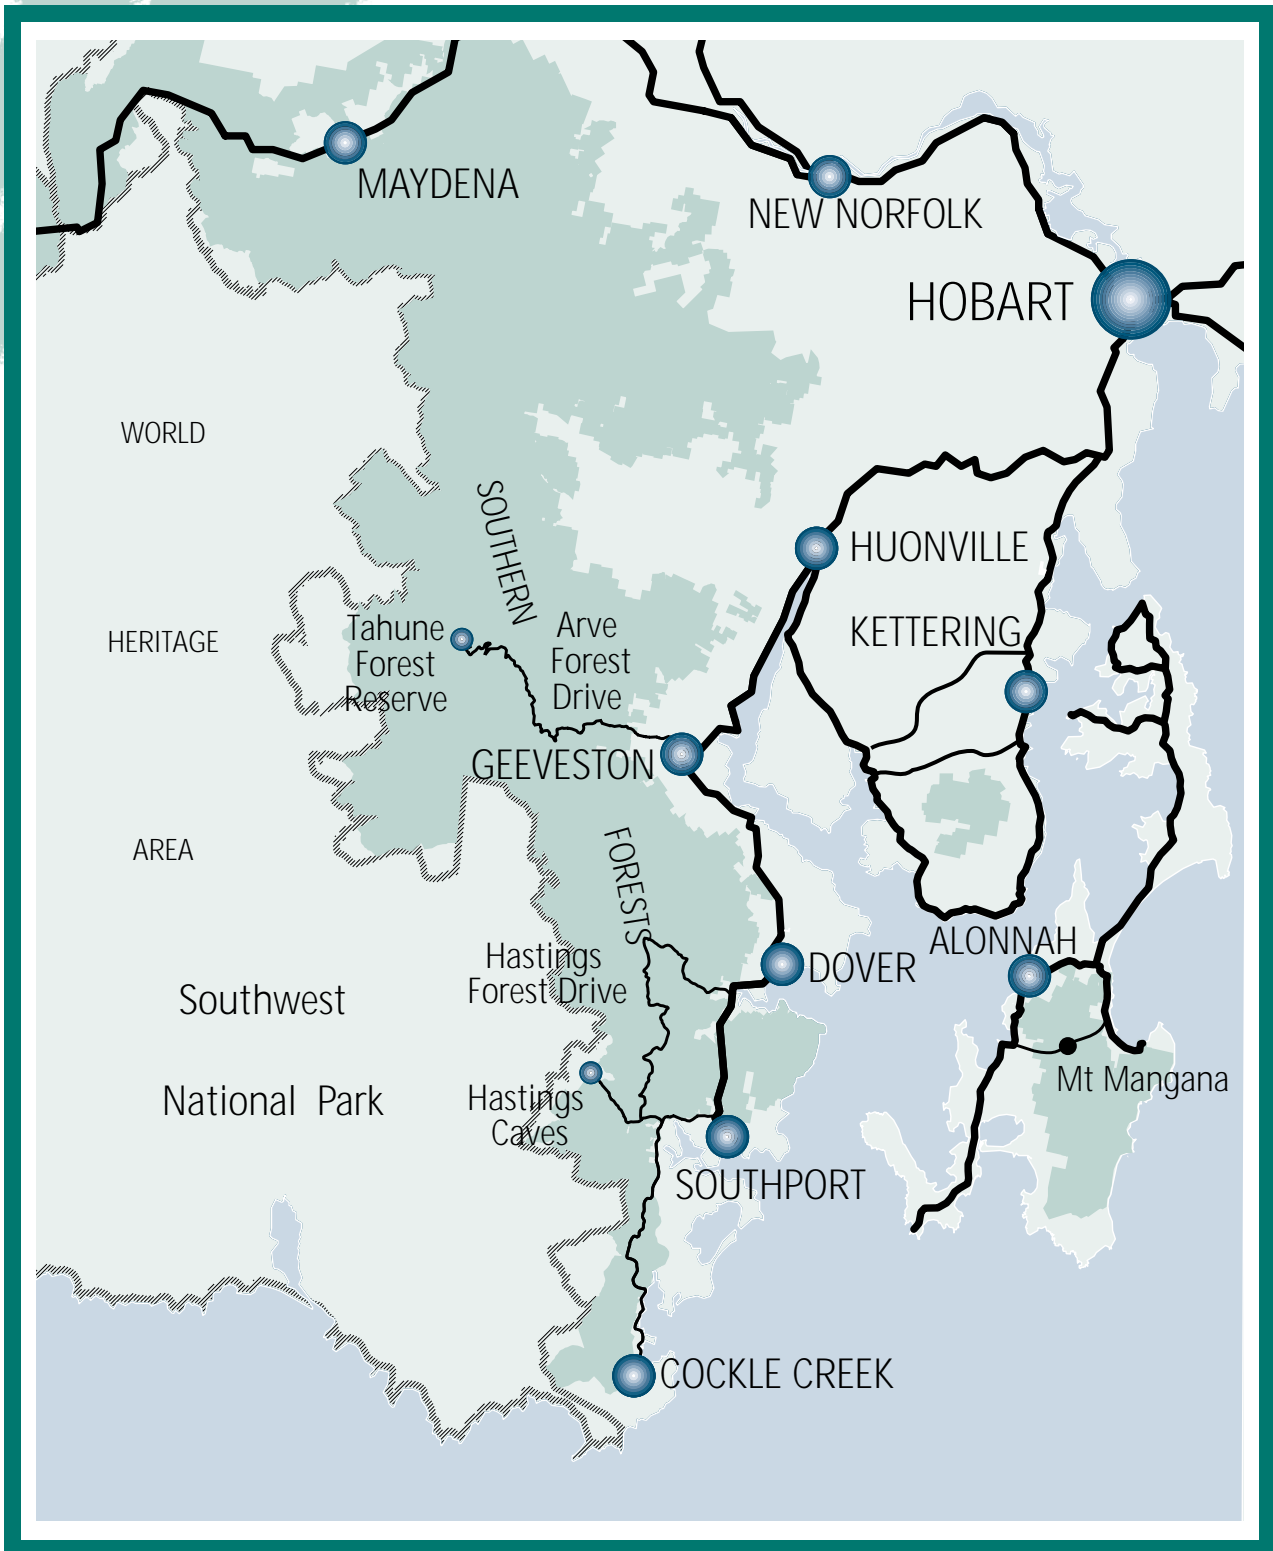 MAYDENA
NEW NORFOLK
HOBART
WORLD
SOUTHERN
HUONVILLE
HERITAGE
Tahune
Forest
Reserve
Arve
Forest
Drive
KETTERING
GEEVESTON
AREA
FORESTS
Hastings
Forest Drive
DOVER
ALONNAH
Southwest
National Park
Hastings
Caves
Mt Mangana
SOUTHPORT
COCKLE CREEK